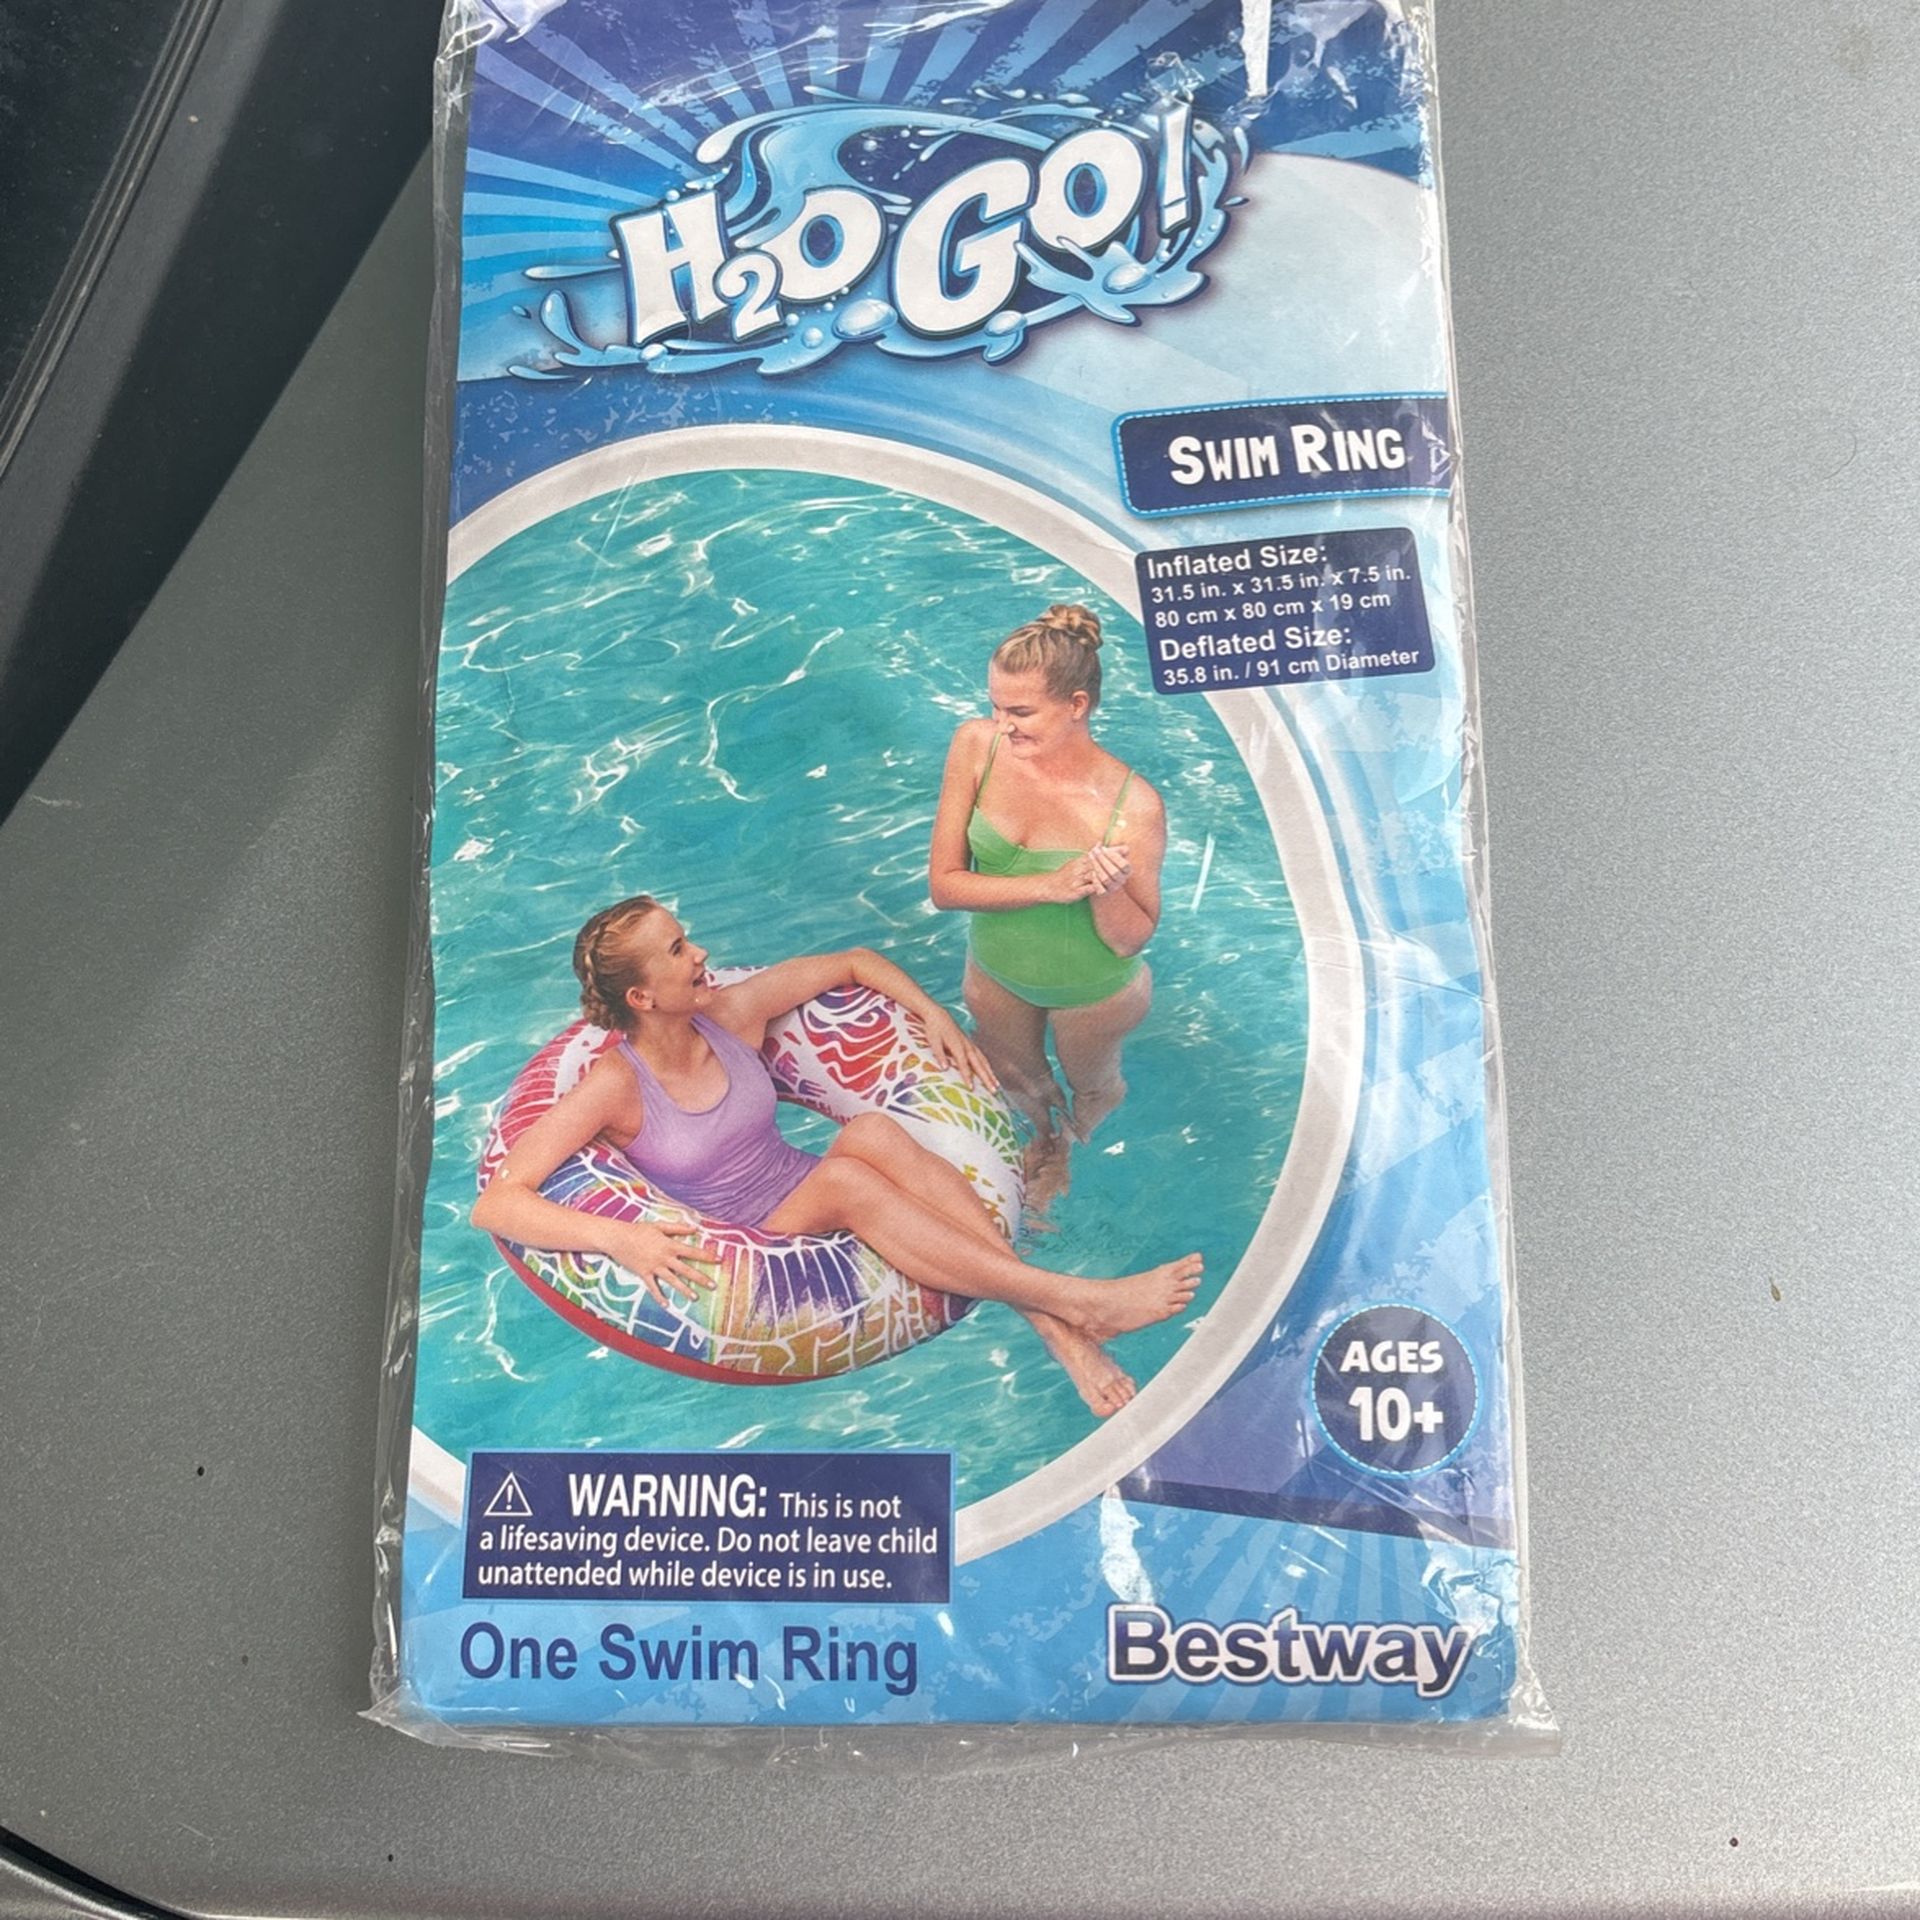 H2OGO!
SWIM RING
Inflated Size:
31.5 in. x 31.5 in. x 7.5 in.
80 cm x 80 cm x 19 cm
Deflated Size:
35.8 in. / 91 cm Diameter
AGES
10+
WARNING: This is not
a lifesaving device. Do not leave child
unattended while device is in use.
One Swim Ring
Bestway